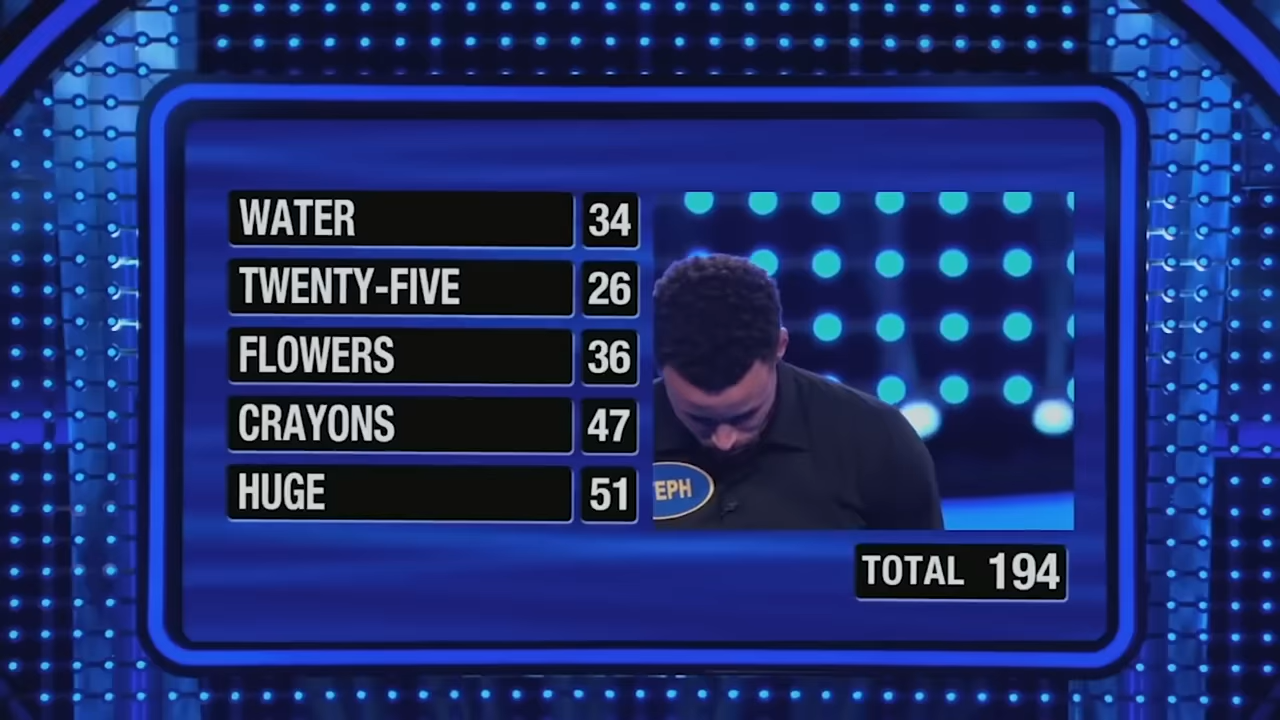 WATER 34
TWENTY-FIVE 26
FLOWERS 36
CRAYONS 47
HUGE 51
EPH
TOTAL 194